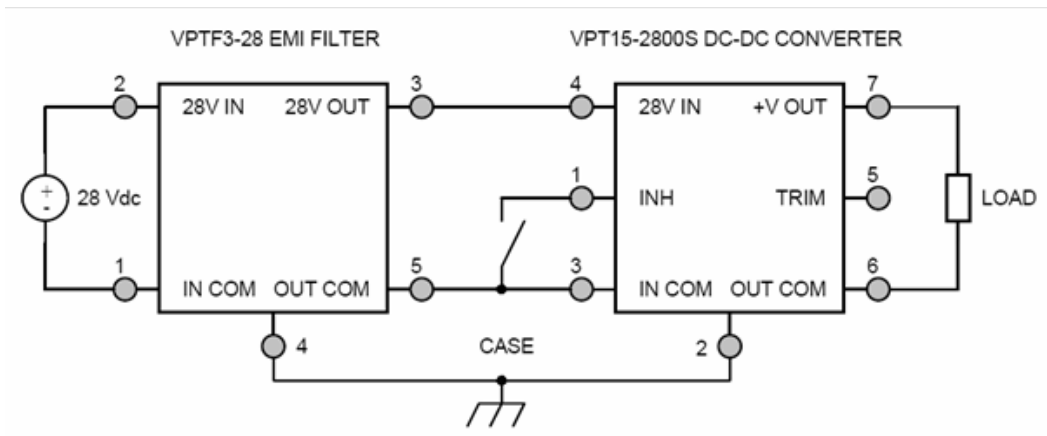 VPTF3-28 EMI FILTER
VPT15-2800S DC-DC CONVERTER
2
3
4
7
28V IN
28V OUT
28V IN
+V OUT
+
-
28 Vdc
1
INH
TRIM
5
LOAD
1
5
3
6
IN COM
OUT COM
IN COM
OUT COM
4
CASE
2